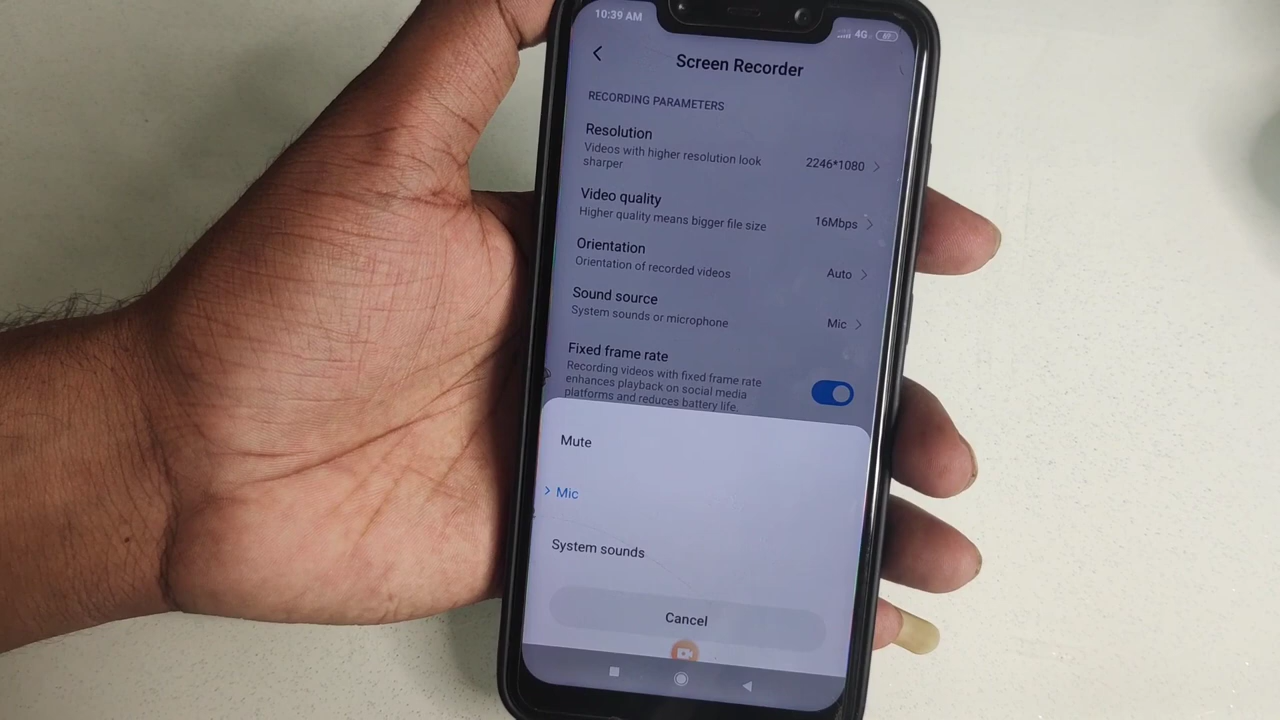 10:39 AM
4G
Screen Recorder
RECORDING PARAMETERS
Resolution
Videos with higher resolution look
sharper
2246*1080
Video quality
Higher quality means bigger file size
16Mbps
Orientation
Orientation of recorded videos
Auto
Sound source
System sounds or microphone
Mic
Fixed frame rate
Recording videos with fixed frame rate
enhances playback on social media
platforms and reduces battery life.
Mute
Mic
System sounds
Cancel